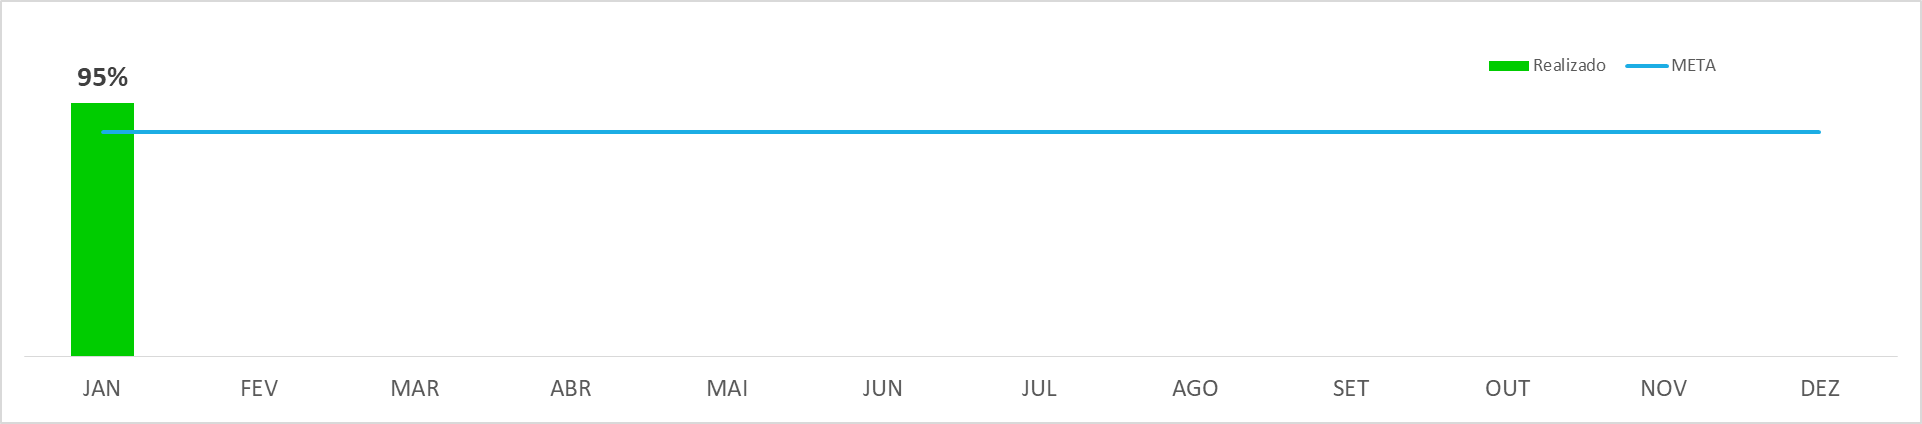 95%
Realizado META
JAN FEV MAR ABR MAI JUN JUL AGO SET OUT NOV DEZ